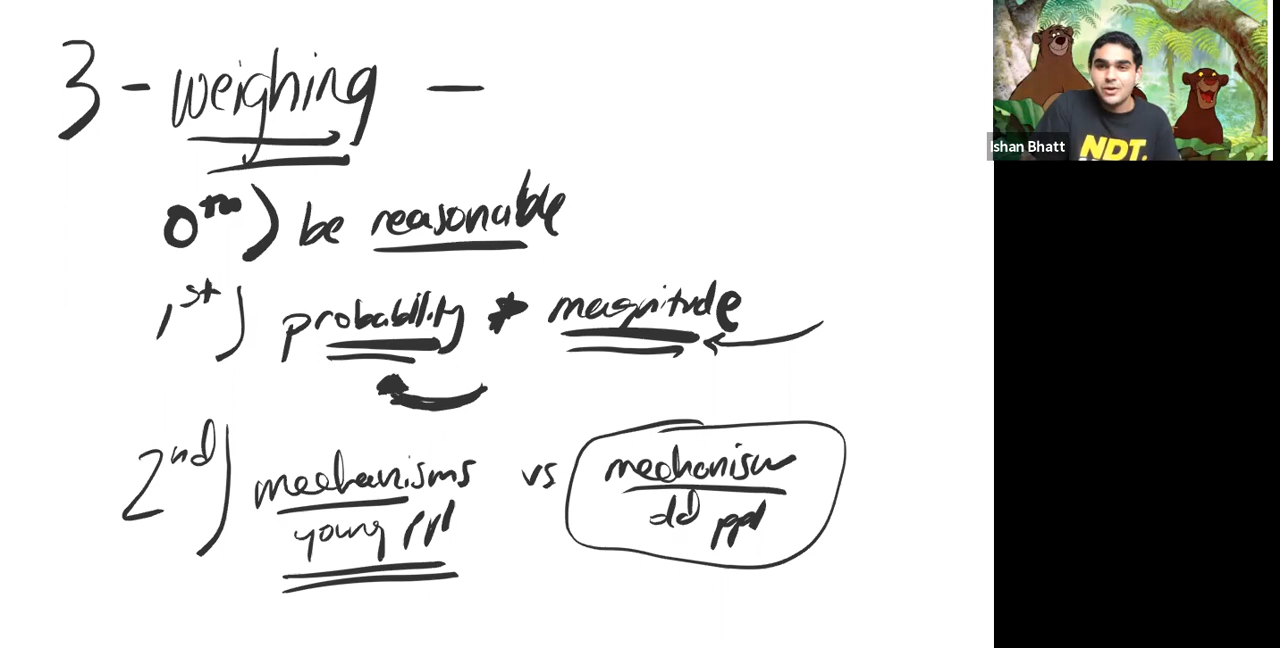 3 - weighing -
0th) be reasonable
1st) probability * magnitude
2nd) mechanisms vs mechanism
young ppl old ppl
Ishan Bhatt
NDT.